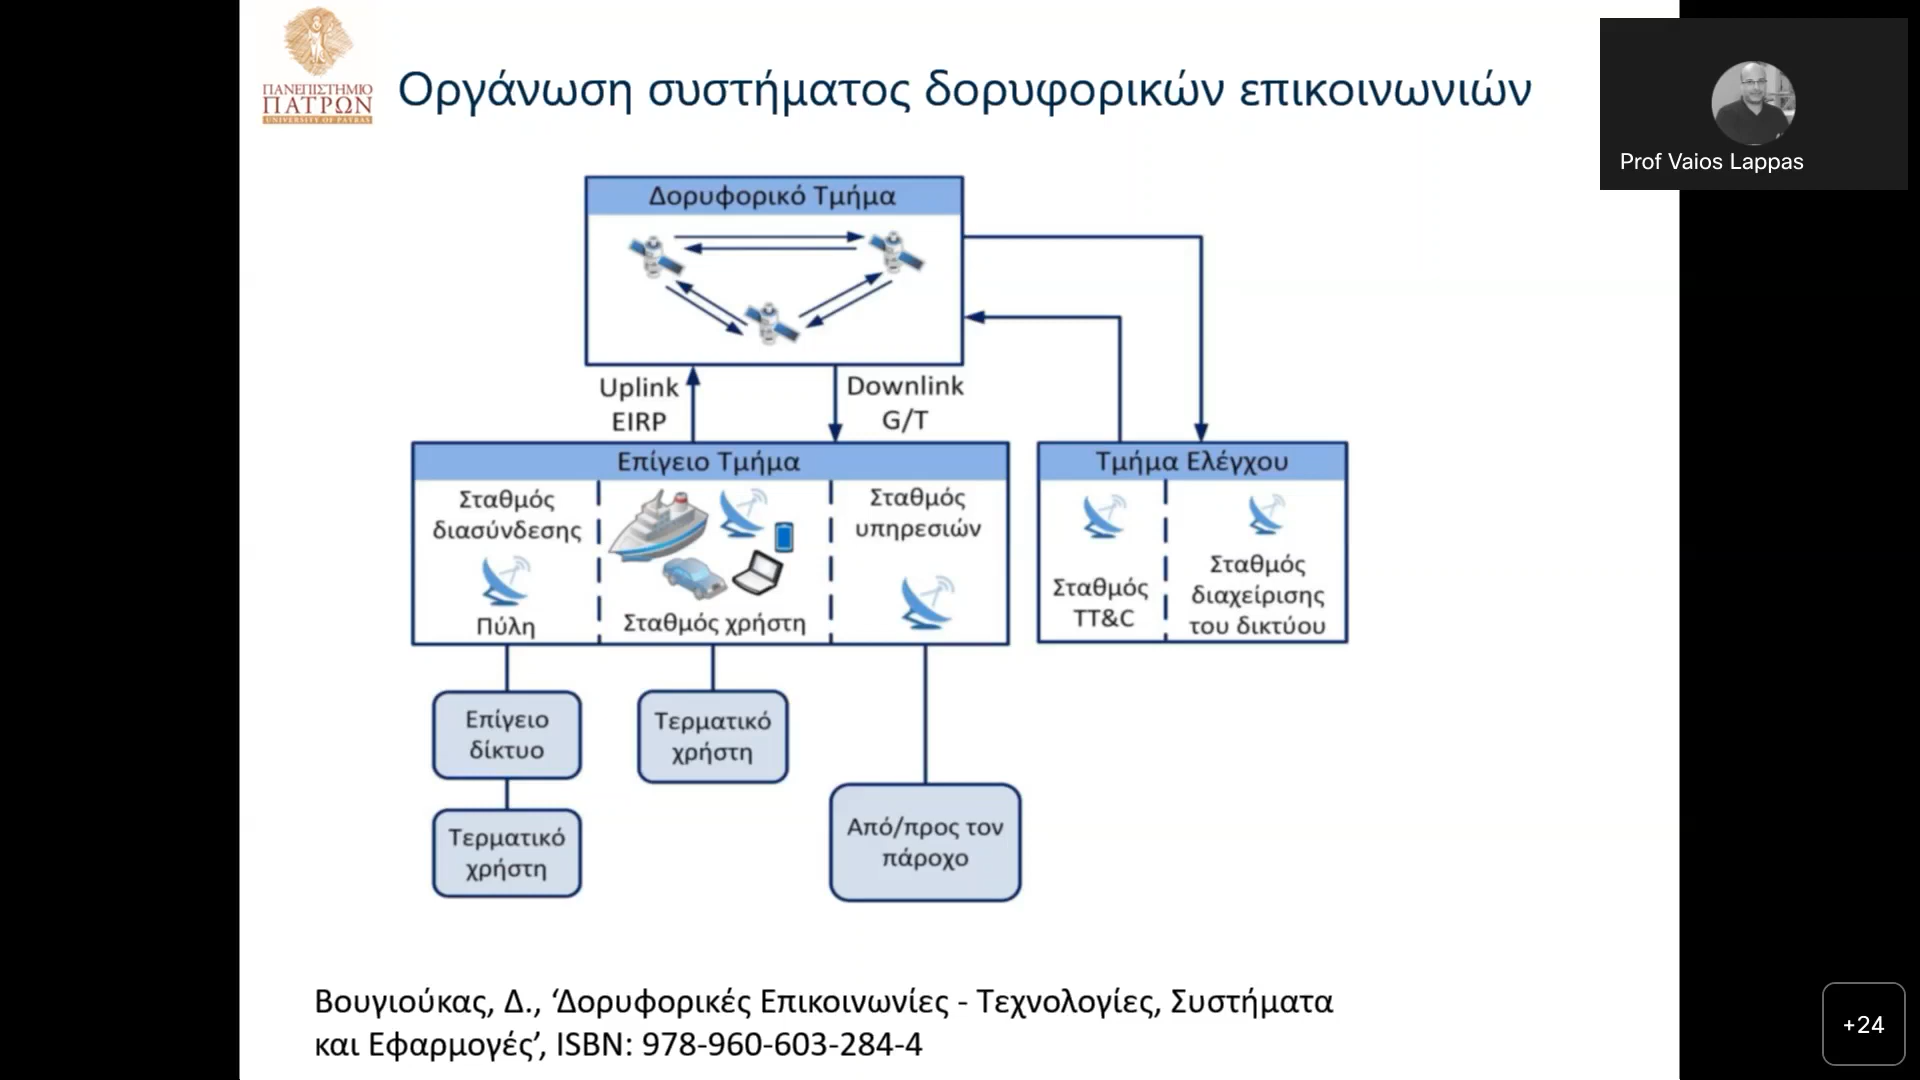 ΠΑΝΕΠΙΣΤΗΜΙΟ
ΠΑΤΡΩΝ
UNIVERSITY OF PATRAS
Οργάνωση συστήματος δορυφορικών επικοινωνιών
Prof Vaios Lappas
Δορυφορικό Τμήμα
Uplink
EIRP
Downlink
G/T
Επίγειο Τμήμα
Σταθμός
διασύνδεσης
Πύλη
Σταθμός χρήστη
Σταθμός
υπηρεσιών
Τμήμα Ελέγχου
Σταθμός
TT&C
Σταθμός
διαχείρισης
του δικτύου
Επίγειο
δίκτυο
Τερματικό
χρήστη
Τερματικό
χρήστη
Από/προς τον
πάροχο
Βουγιούκας, Δ., ‘Δορυφορικές Επικοινωνίες - Τεχνολογίες, Συστήματα
και Εφαρμογές’, ISBN: 978-960-603-284-4
+24